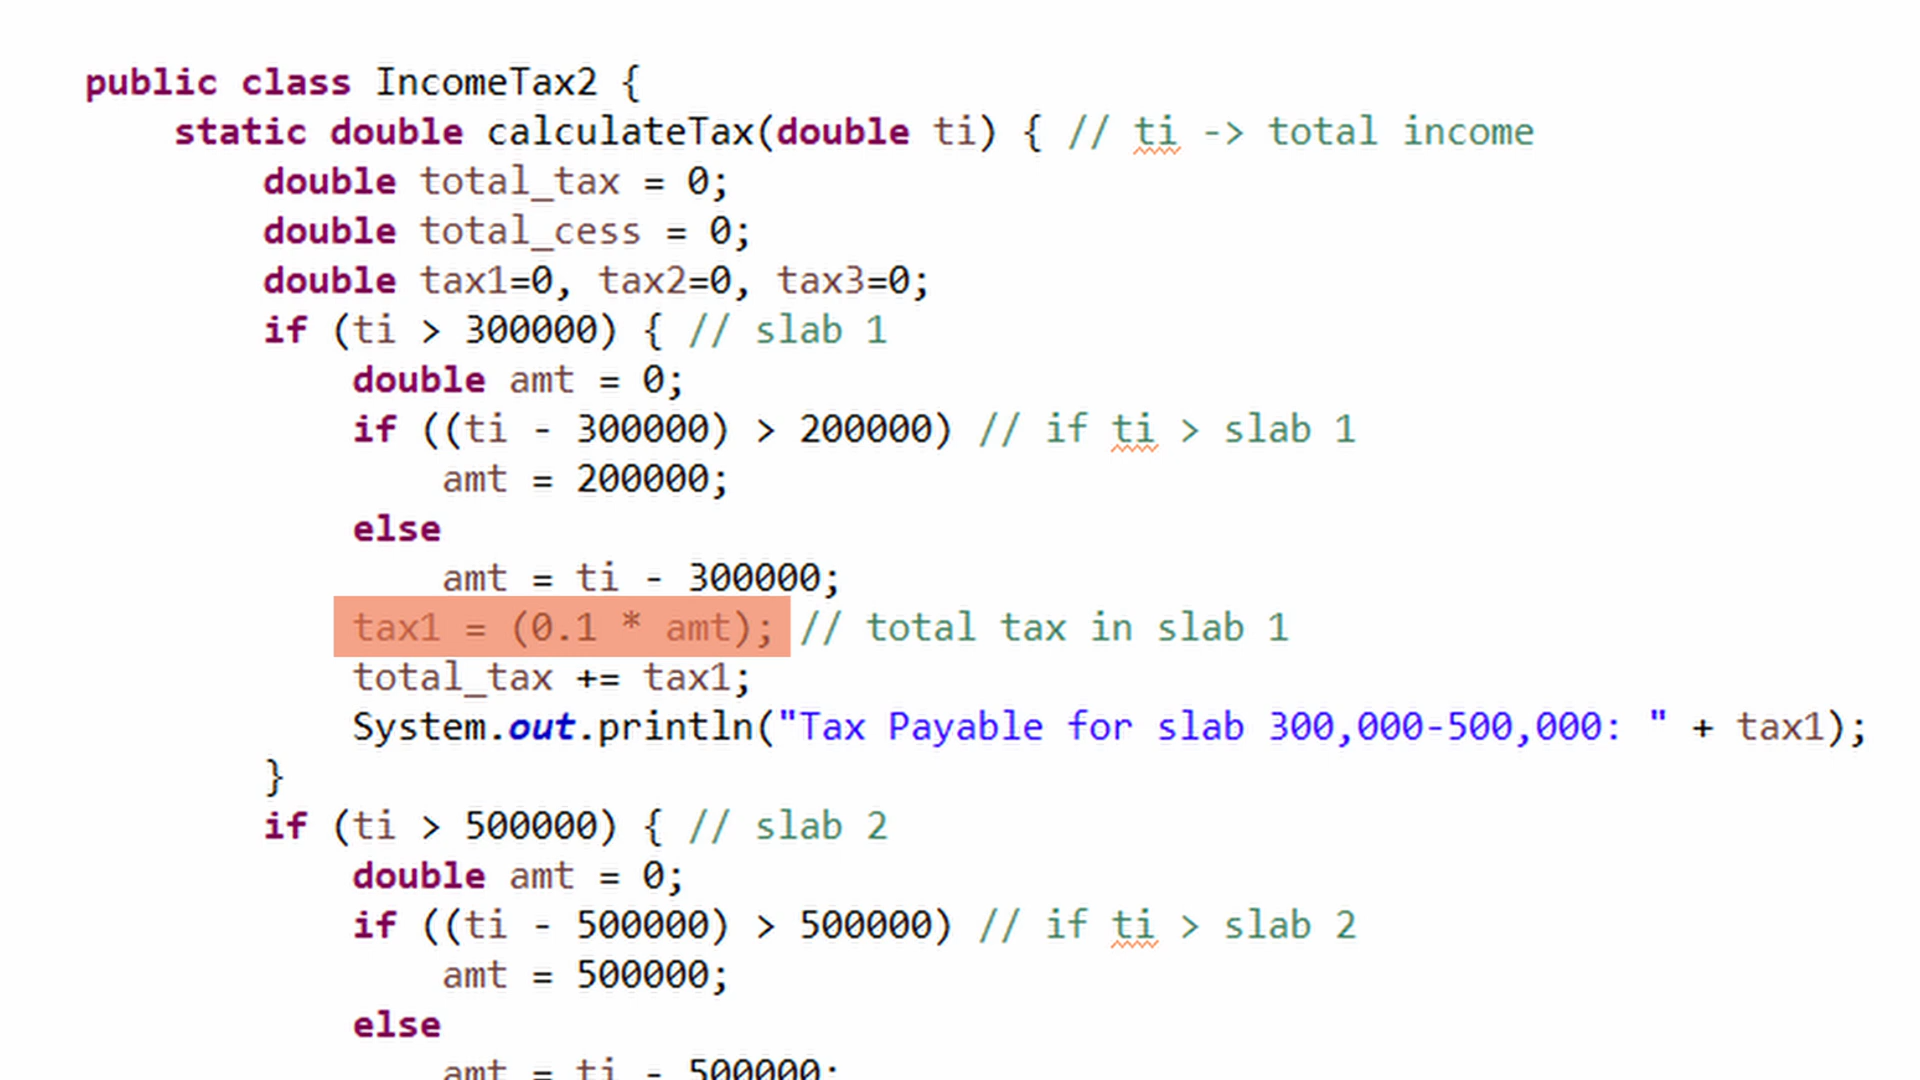 public class IncomeTax2 {
static double calculateTax(double ti) { // ti -> total income
double total_tax = 0;
double total_cess = 0;
double tax1=0, tax2=0, tax3=0;
if (ti > 300000) { // slab 1
double amt = 0;
if ((ti - 300000) > 200000) // if ti > slab 1
amt = 200000;
else
amt = ti - 300000;
tax1 = (0.1 * amt); // total tax in slab 1
total_tax += tax1;
System.out.println("Tax Payable for slab 300,000-500,000: " + tax1);
}
if (ti > 500000) { // slab 2
double amt = 0;
if ((ti - 500000) > 500000) // if ti > slab 2
amt = 500000;
else
amt = ti - 500000;